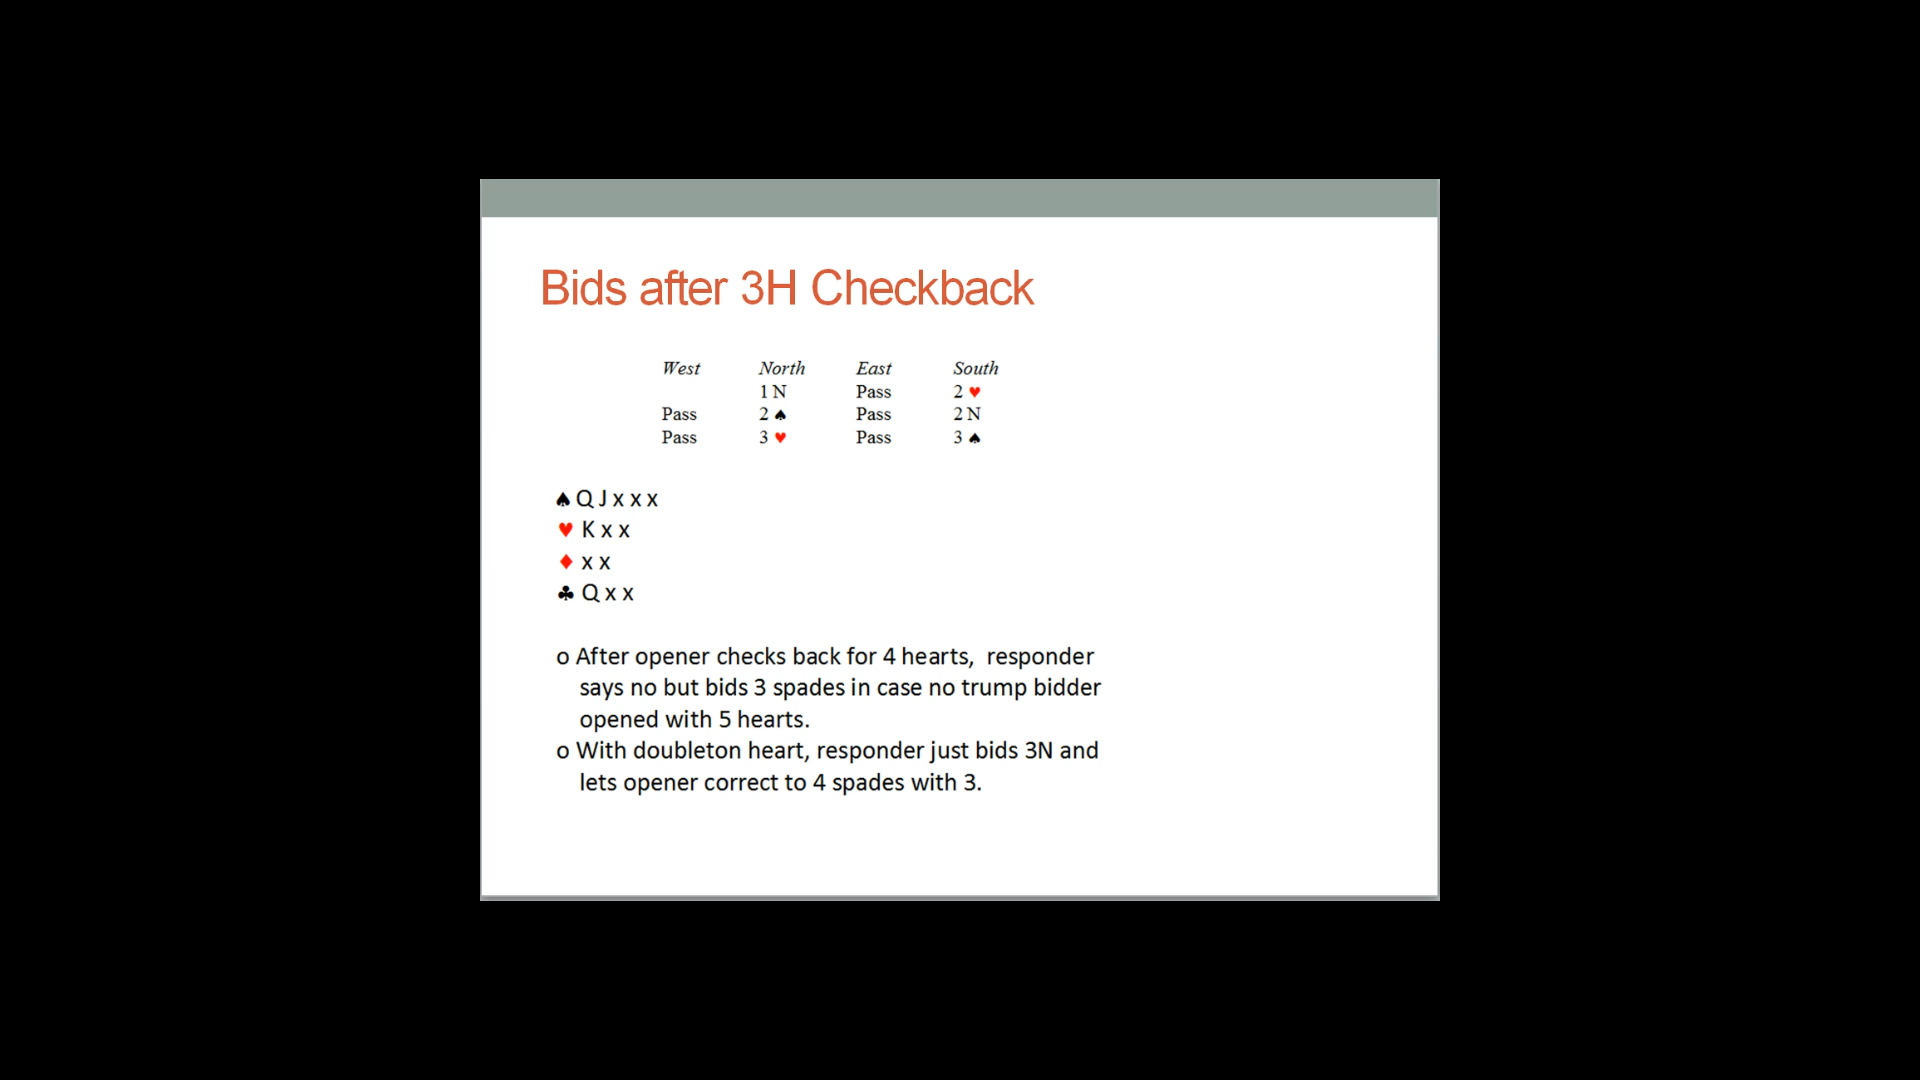 Bids after 3H Checkback
West North East South
1 N Pass 2 ♥
Pass 2 ♠ Pass 2 N
Pass 3 ♥ Pass 3 ♠
♠ Q J x x x
♥ K x x
♦ x x
♣ Q x x
o After opener checks back for 4 hearts, responder
says no but bids 3 spades in case no trump bidder
opened with 5 hearts.
o With doubleton heart, responder just bids 3N and
lets opener correct to 4 spades with 3.